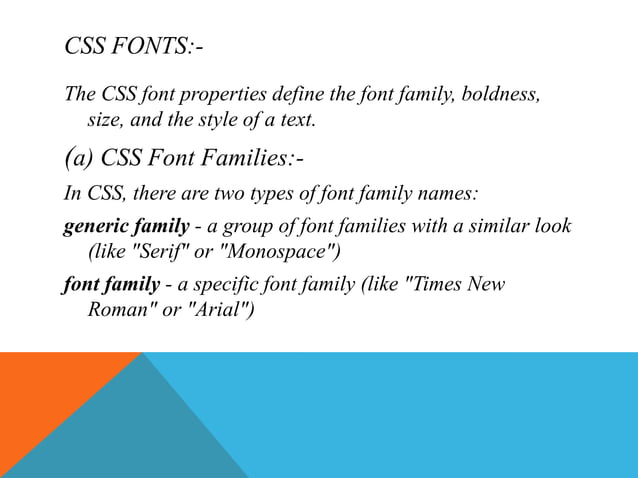 CSS FONTS:-
The CSS font properties define the font family, boldness,
size, and the style of a text.
(a) CSS Font Families:-
In CSS, there are two types of font family names:
generic family - a group of font families with a similar look
(like "Serif" or "Monospace")
font family - a specific font family (like "Times New
Roman" or "Arial")